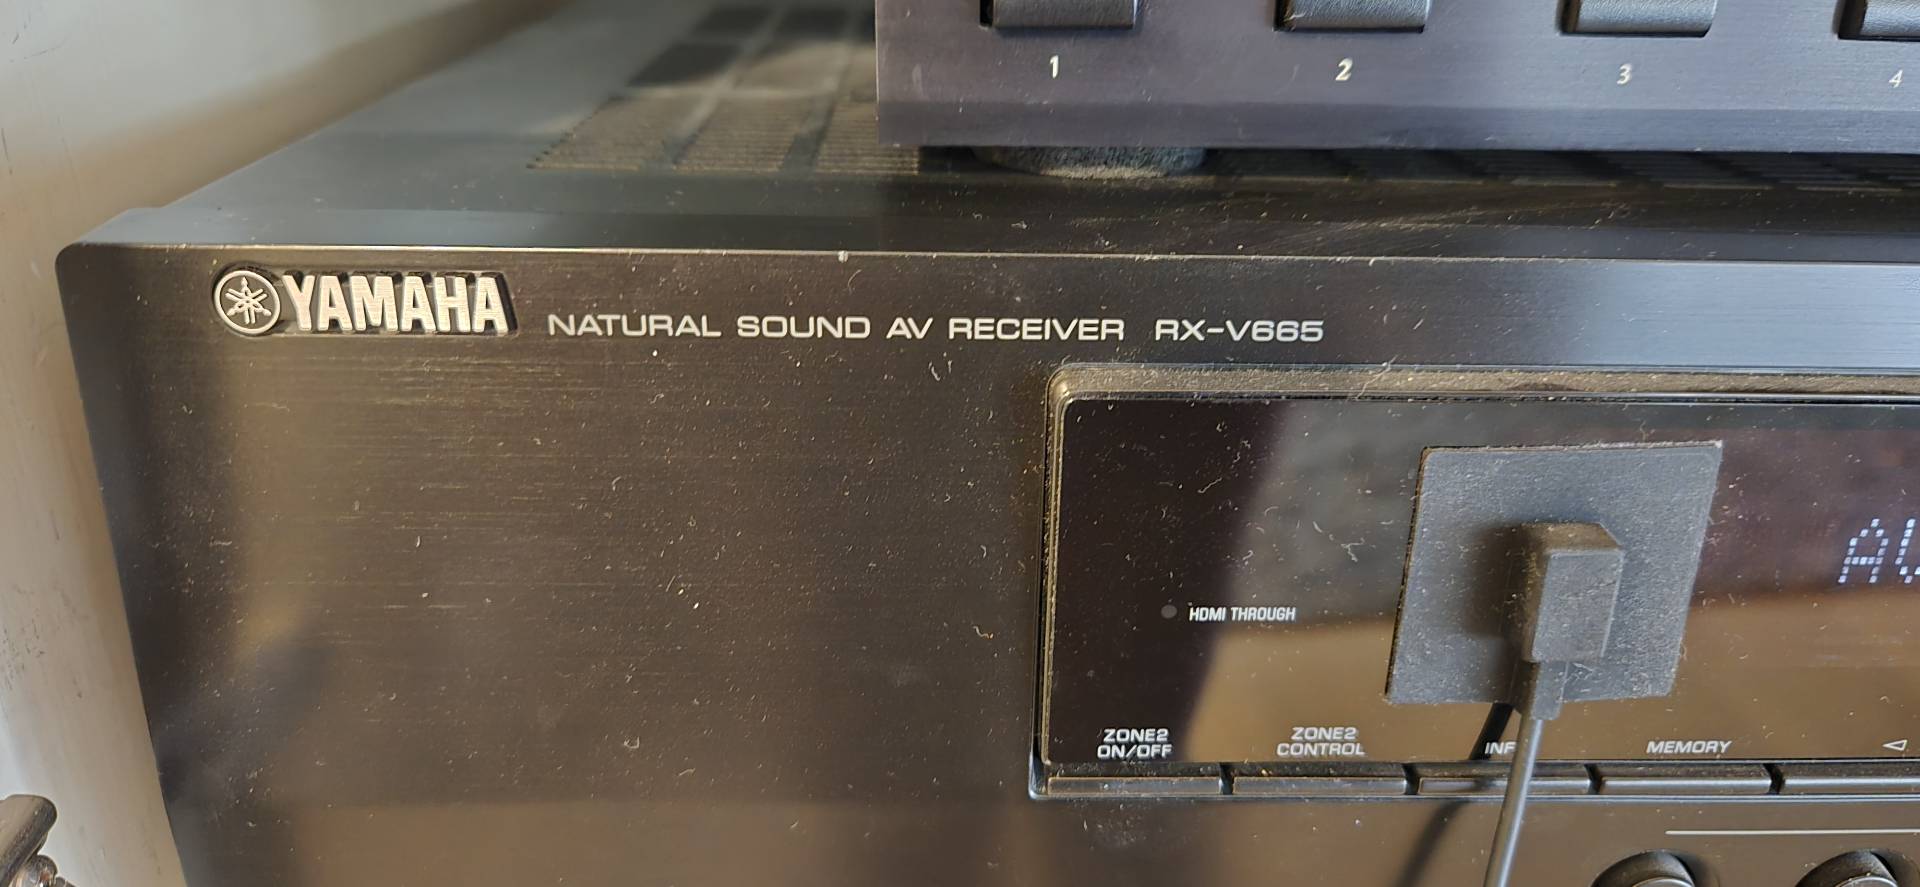 1 2 3 4
YAMAHA NATURAL SOUND AV RECEIVER RX-V665
HDMI THROUGH
ZONE2 ON/OFF
ZONE2 CONTROL
MEMORY